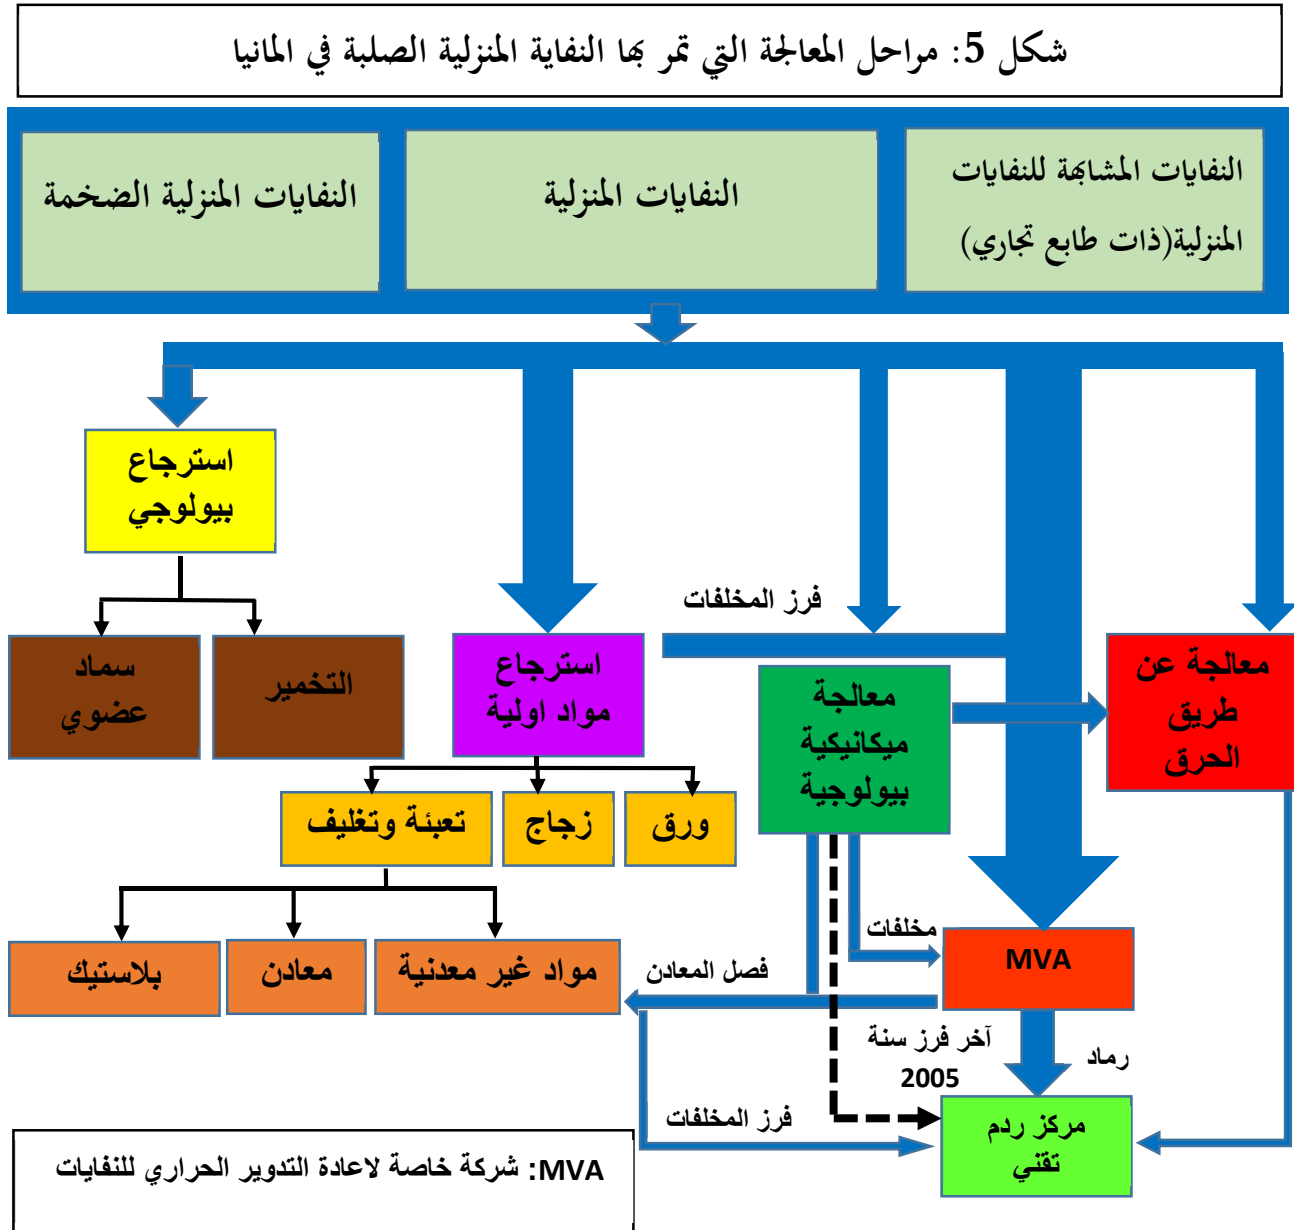 شكل 5: مراحل المعالجة التي تمر بها النفاية المنزلية الصلبة في المانيا
النفايات المشابهة للنفايات
المنزلية(ذات طابع تجاري)
النفايات المنزلية
النفايات المنزلية الضخمة
استرجاع
بيولوجي
فرز المخلفات
معالجة عن
طريق
الحرق
معالجة
ميكانيكية
بيولوجية
استرجاع
مواد اولية
التخمير
سماد
عضوي
ورق
زجاج
تعبئة وتغليف
مخلفات
MVA
مواد غير معدنية
معادن
بلاستيك
فصل المعادن
آخر فرز سنة
2005
رماد
فرز المخلفات
مركز ردم
تقني
MVA: شركة خاصة لاعادة التدوير الحراري للنفايات